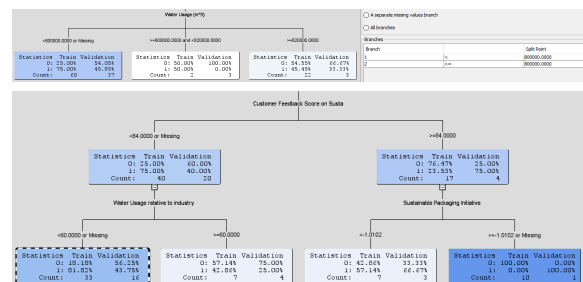 Water Usage (m^3)
<800000.0000 or Missing
>=800000.0000 and <820000.0000
>=820000.0000
Statistics Train Validation
0: 25.00% 54.05%
1: 75.00% 45.95%
Count: 60 37
Statistics Train Validation
0: 50.00% 100.00%
1: 50.00% 0.00%
Count: 2 3
Statistics Train Validation
0: 54.55% 66.67%
1: 45.45% 33.33%
Count: 22 3
A separate missing values branch
All branches
Branches
Branch Split Point
1 < 800000.0000
2 >= 800000.0000
Customer Feedback Score on Susta
<84.0000 or Missing
>=84.0000
Statistics Train Validation
0: 25.00% 60.00%
1: 75.00% 40.00%
Count: 40 20
Statistics Train Validation
0: 76.47% 25.00%
1: 23.53% 75.00%
Count: 17 4
Water Usage relative to industry
Sustainable Packaging Initiative
<60.0000 or Missing
>=60.0000
<-1.0102
>=-1.0102 or Missing
Statistics Train Validation
0: 18.18% 56.25%
1: 81.82% 43.75%
Count: 33 16
Statistics Train Validation
0: 57.14% 75.00%
1: 42.86% 25.00%
Count: 7 4
Statistics Train Validation
0: 42.86% 33.33%
1: 57.14% 66.67%
Count: 7 3
Statistics Train Validation
0: 100.00% 0.00%
1: 0.00% 100.00%
Count: 10 1